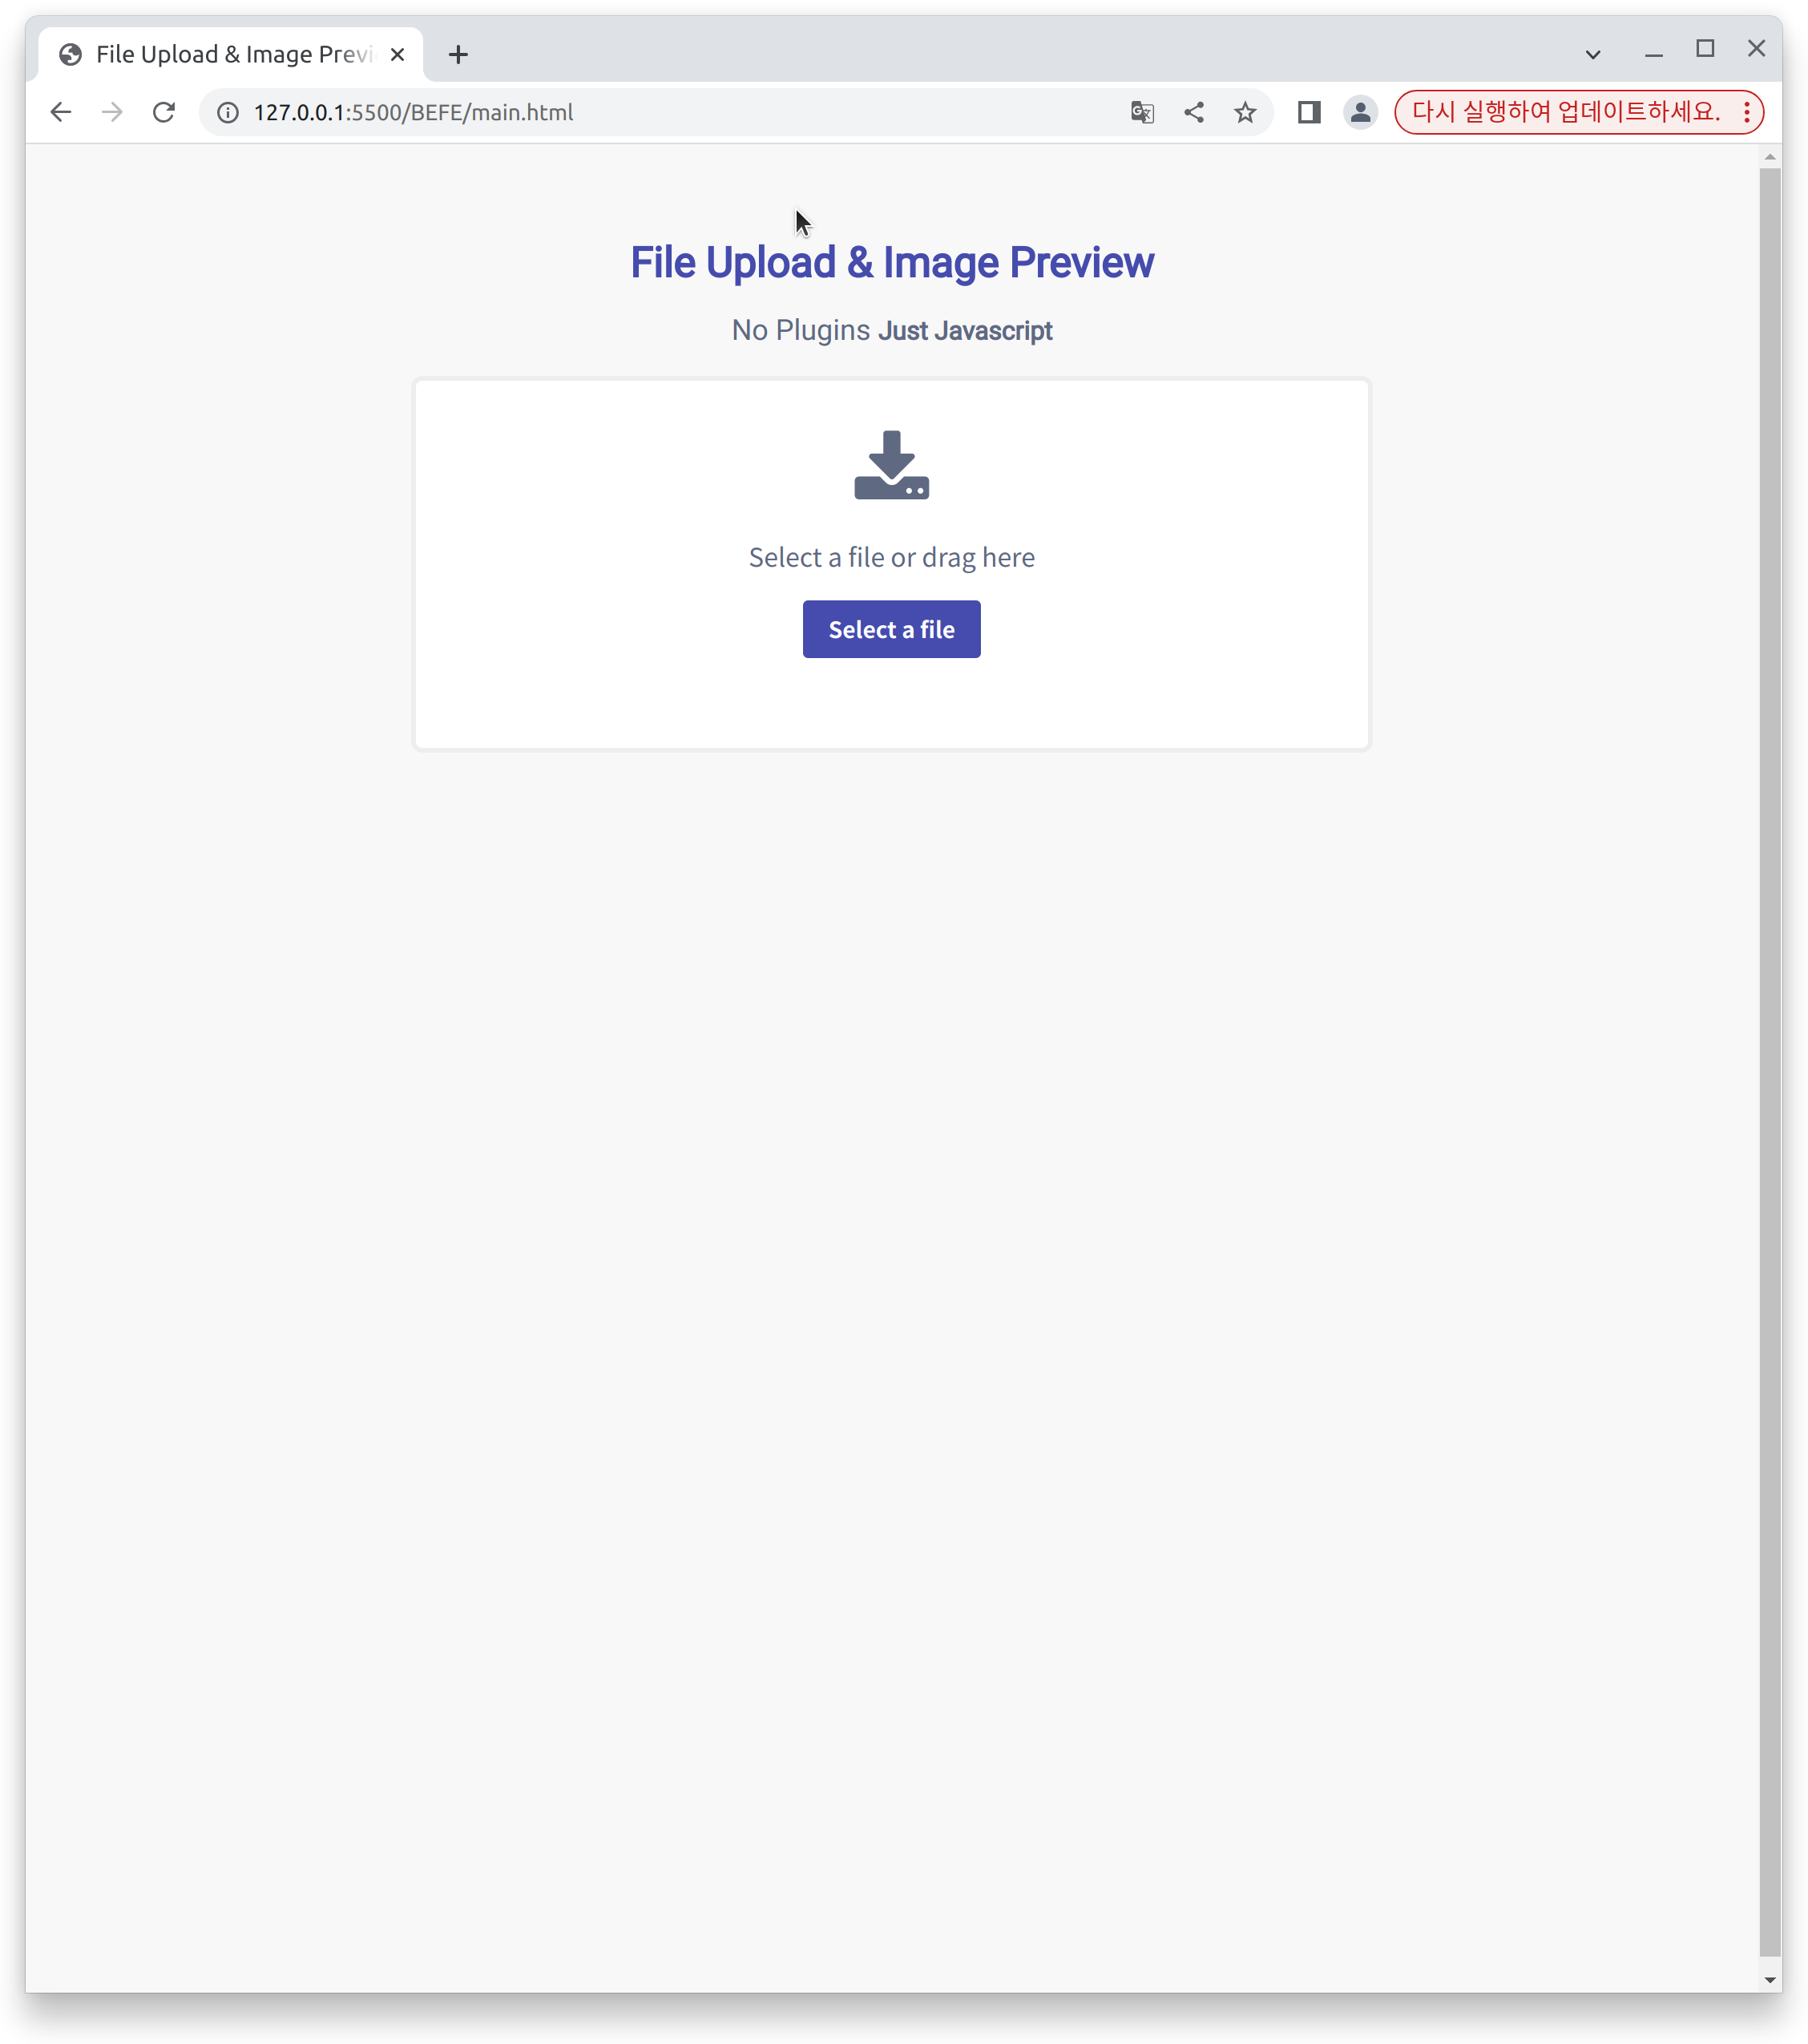 File Upload & Image Previ
127.0.0.1:5500/BEFE/main.html
다시 실행하여 업데이트하세요.
File Upload & Image Preview
No Plugins Just Javascript
Select a file or drag here
Select a file